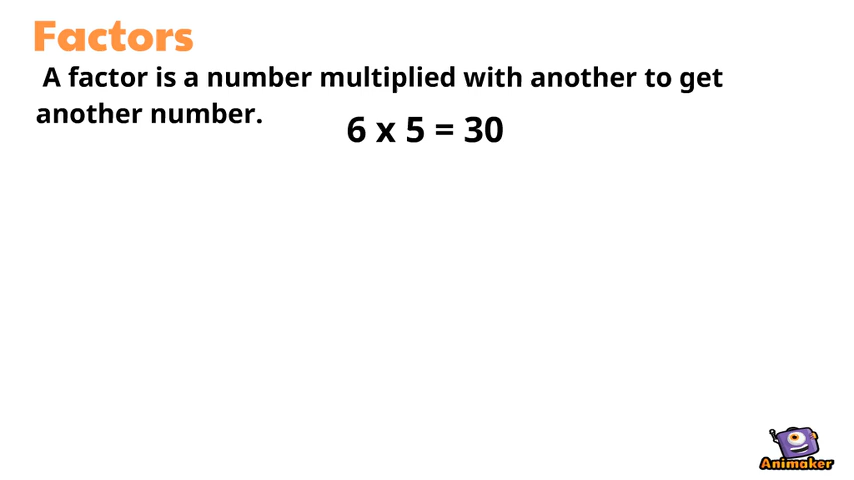 Factors
A factor is a number multiplied with another to get
another number.
6 x 5 = 30
Animaker